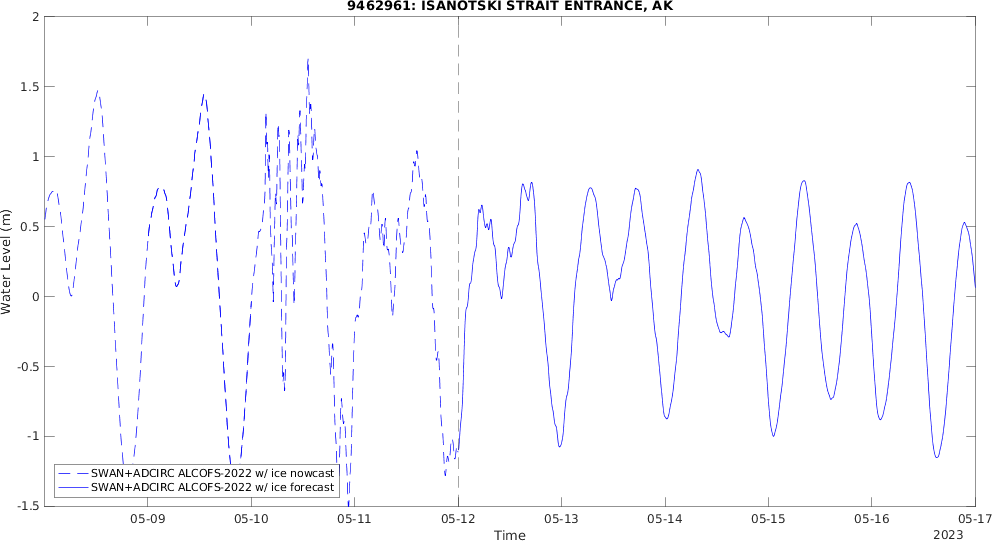 9462961: ISANOTSKI STRAIT ENTRANCE, AK
2
1.5
1
0.5
0
-0.5
-1
-1.5
Water Level (m)
SWAN+ADCIRC ALCOFS-2022 w/ ice nowcast
SWAN+ADCIRC ALCOFS-2022 w/ ice forecast
05-09 05-10 05-11 05-12 05-13 05-14 05-15 05-16 05-17
Time
2023